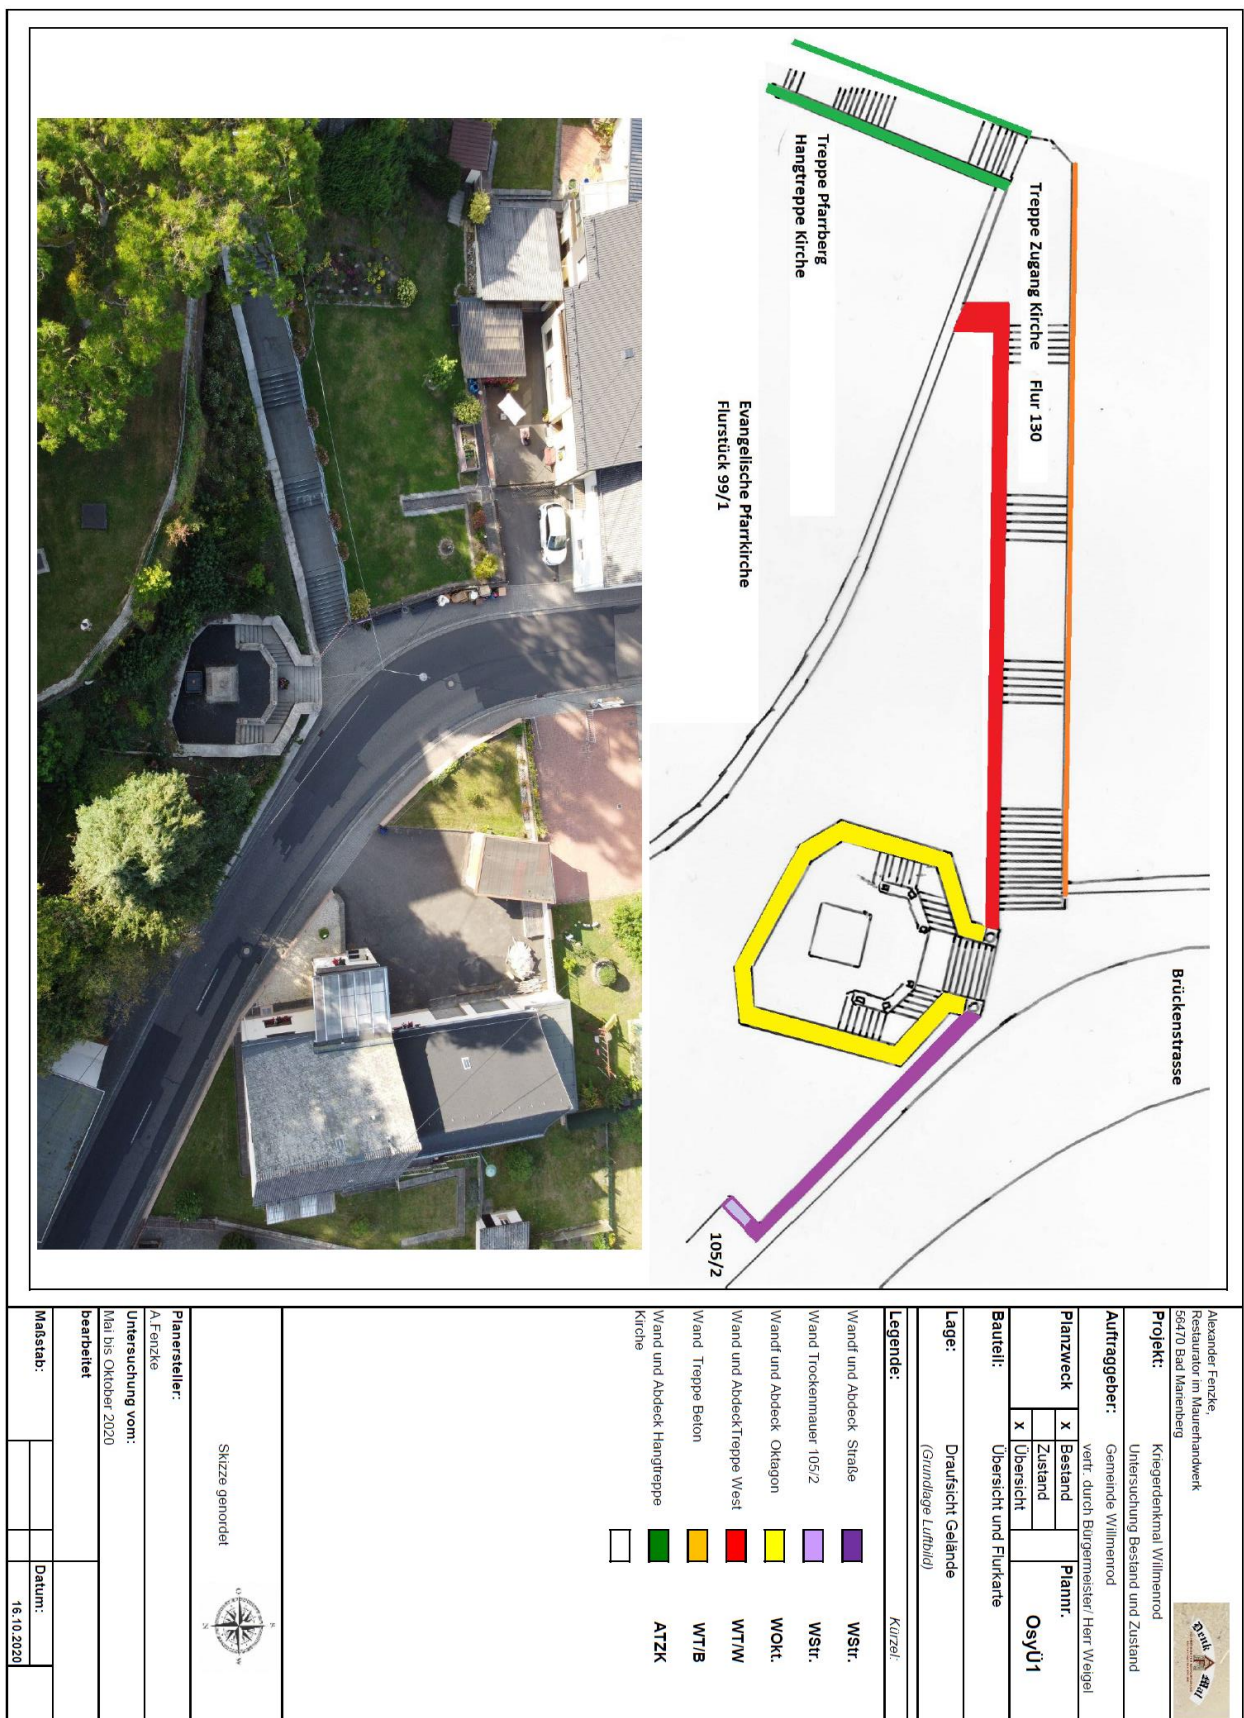 Treppe Pfarrberg
Hangtreppe Kirche
Treppe Zugang Kirche Flur 130
Evangelische Pfarrkirche
Flurstück 99/1
Brückenstrasse
105/2
Alexander Fenzke,
Restaurator im Maurerhandwerk
56470 Bad Marienberg
Denk Mal
Projekt: Kriegerdenkmal Willmenrod
Untersuchung Bestand und Zustand
Auftraggeber: Gemeinde Willmenrod
vertr. durch Bürgermeister/ Herr Weigel
Planzweck x Bestand Plannr.
Zustand OsyÜ1
x Übersicht
Bauteil: Übersicht und Flurkarte
Lage: Draufsicht Gelände
(Grundlage Luftbild)
Legende: Kürzel:
Wandf und Abdeck Straße WStr.
Wand Trockenmauer 105/2 WStr.
Wandf und Abdeck Oktagon WOkt.
Wand und AbdeckTreppe West WT/W
Wand Treppe Beton WT/B
Wand und Abdeck Hangtreppe ATZK
Kirche
Skizze genordet
Planersteller:
A.Fenzke
Untersuchung vom:
Mai bis Oktober 2020
bearbeitet
Maßstab: Datum:
16.10.2020